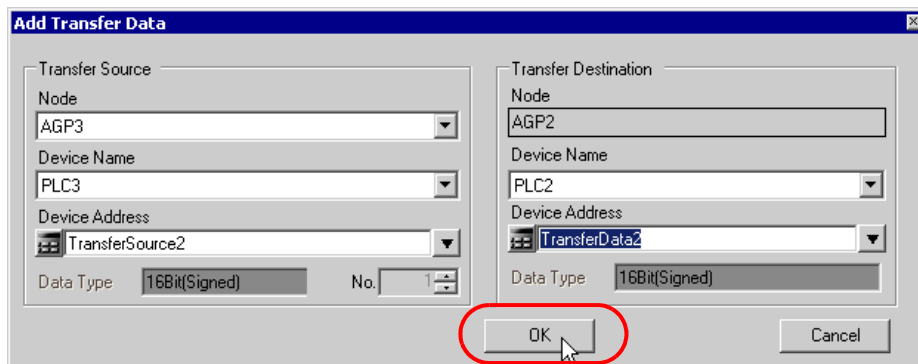 Add Transfer Data
Transfer Source
Node
AGP3
Device Name
PLC3
Device Address
TransferSource2
Data Type 16Bit(Signed) No. 1
Transfer Destination
Node
AGP2
Device Name
PLC2
Device Address
TransferData2
Data Type 16Bit(Signed)
OK Cancel